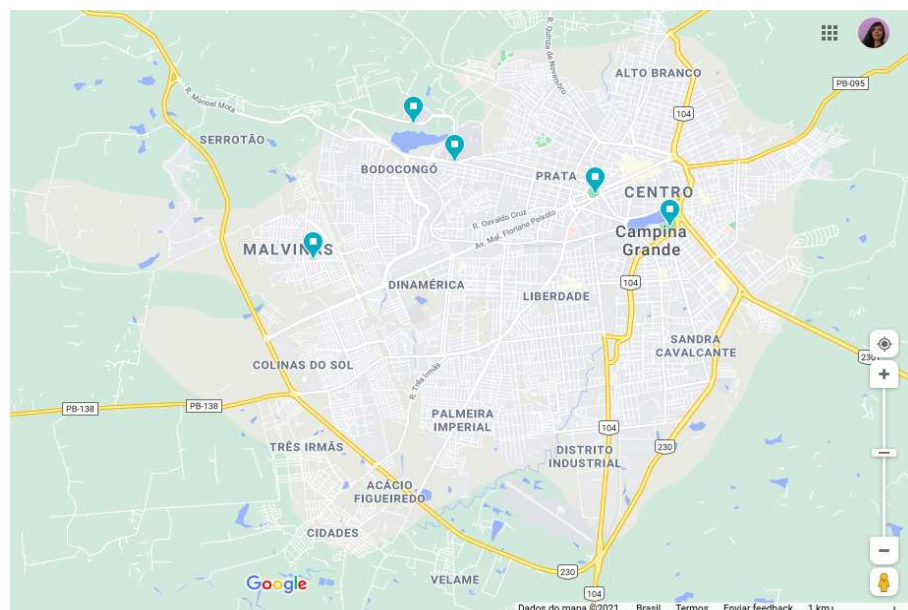 R. Quinze de Novembro
ALTO BRANCO
PB-095
R. Manoel Mota
104
SERROTÃO
BODOCONGÓ
PRATA
CENTRO
R. Osvaldo Cruz
Av. Mal. Floriano Peixoto
Campina
Grande
MALVINAS
DINAMÉRICA
104
LIBERDADE
SANDRA
CAVALCANTE
230
COLINAS DO SOL
R. Três Irmãs
PB-138
PB-138
PALMEIRA
IMPERIAL
104
TRÊS IRMÃS
230
DISTRITO
INDUSTRIAL
ACÁCIO
FIGUEIREDO
CIDADES
230
Google
VELAME
104
Dados do mapa ©2021 Brasil Termos Enviar feedback 1 km